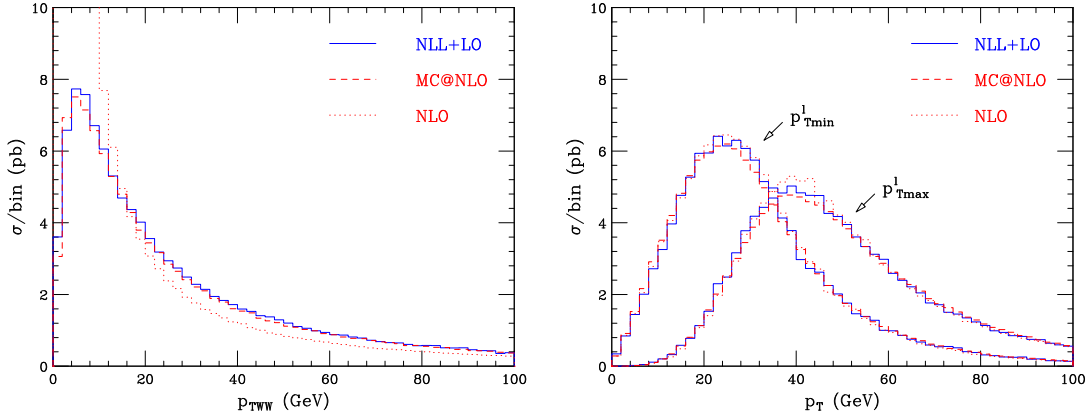 10
8
6
4
2
0
σ/bin (pb)
NLL+LO
MC@NLO
NLO
0 20 40 60 80 100
p_TWW (GeV)
10
8
6
4
2
0
σ/bin (pb)
NLL+LO
MC@NLO
NLO
p^l_Tmin
p^l_Tmax
0 20 40 60 80 100
p_T (GeV)